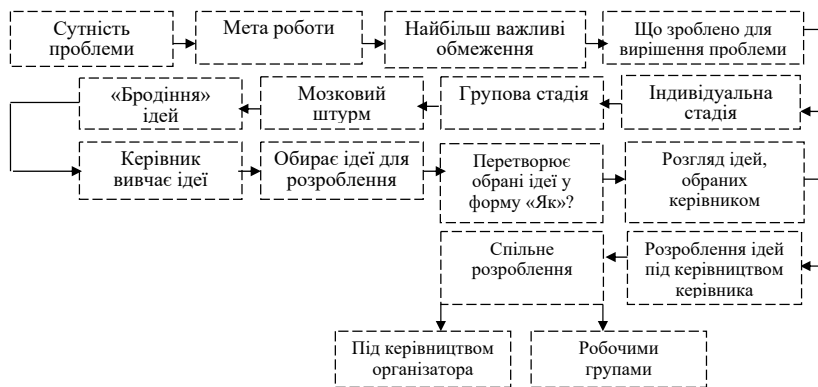 Сутність
проблеми
Мета роботи
Найбільш важливі
обмеження
Що зроблено для
вирішення проблеми
«Бродіння»
ідей
Мозковий
штурм
Групова стадія
Індивідуальна
стадія
Керівник
вивчає ідеї
Обирає ідеї для
розроблення
Перетворює
обрані ідеї у
форму «Як»?
Розгляд ідей,
обраних
керівником
Спільне
розроблення
Розроблення ідей
під керівництвом
керівника
Під керівництвом
організатора
Робочими
групами